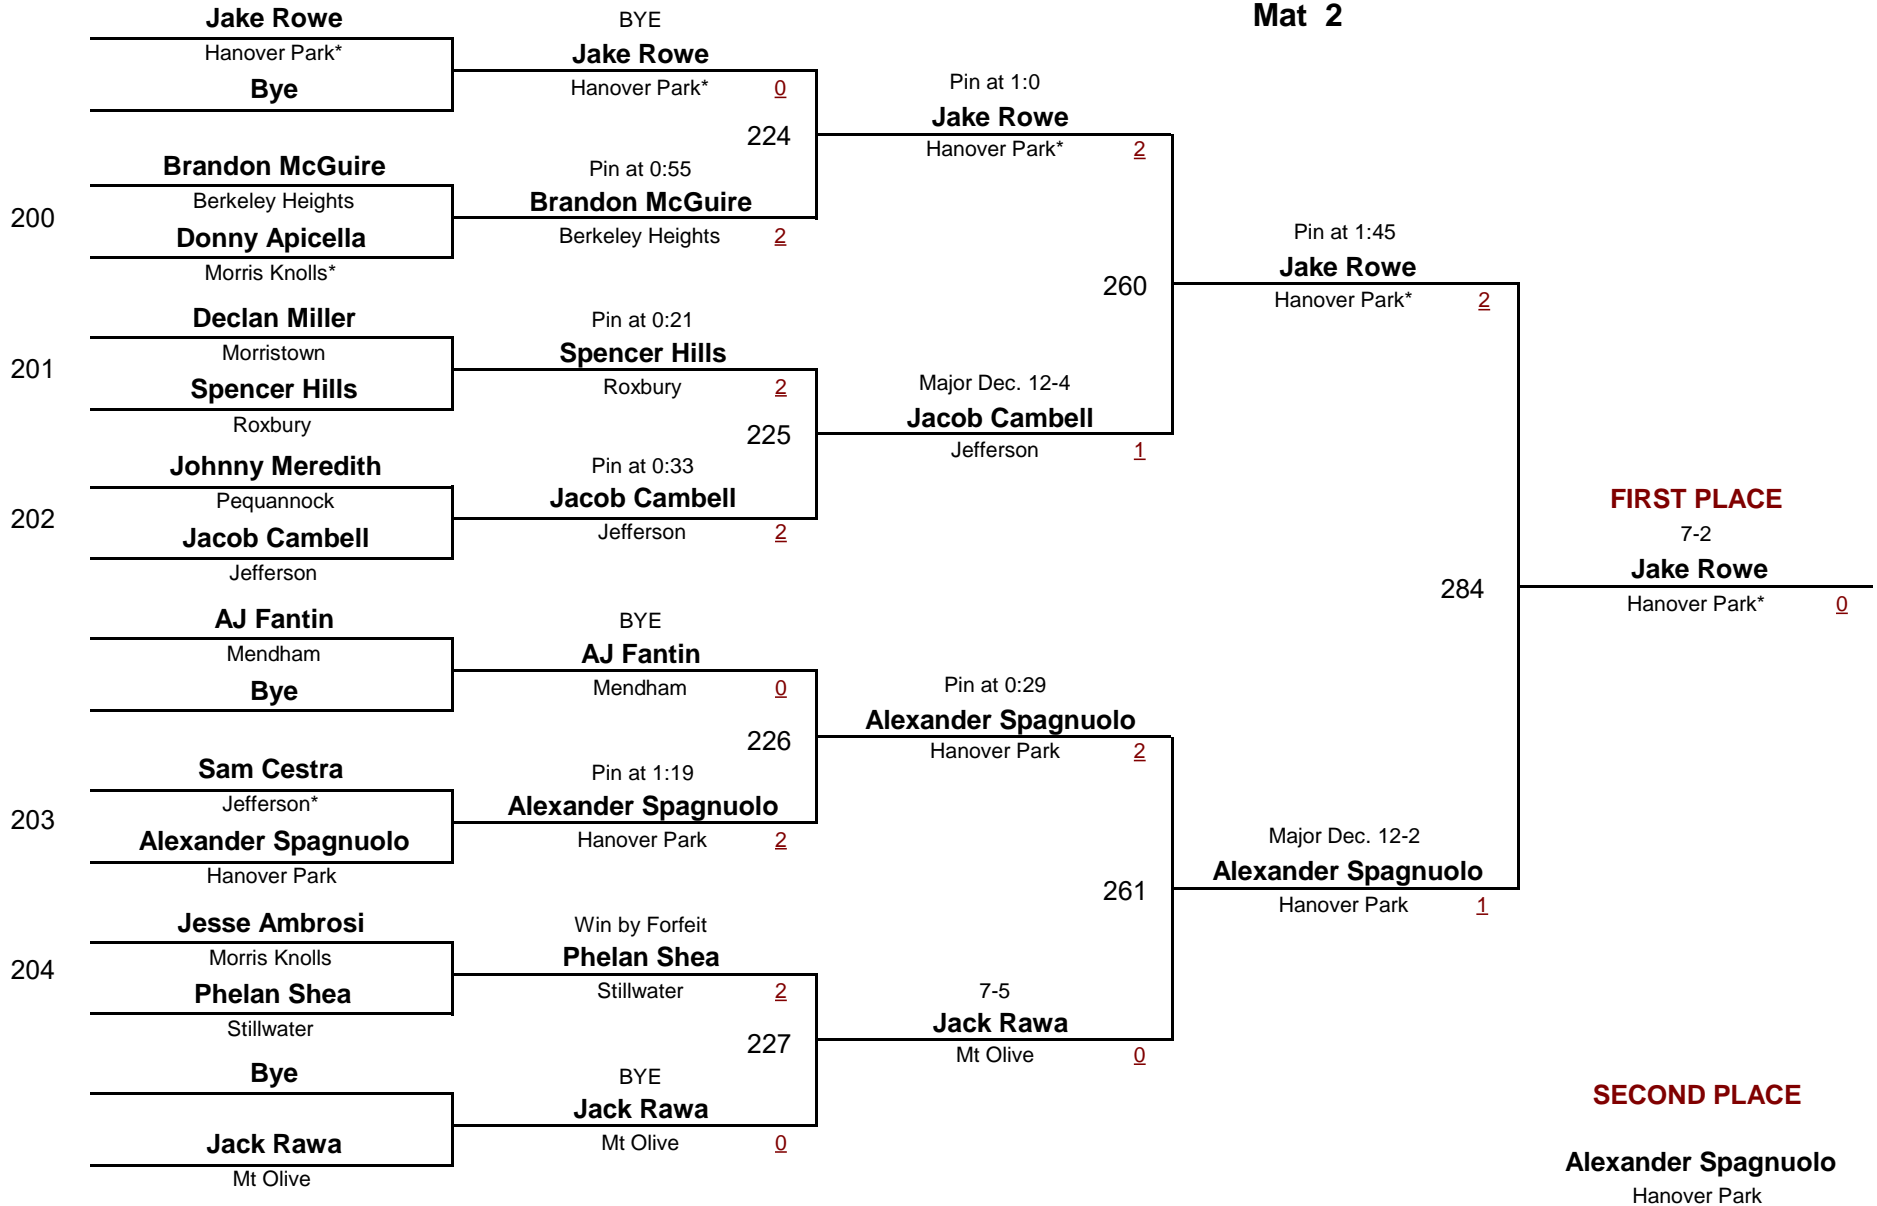 Mat 2
Jake Rowe
Hanover Park*
Bye
200
Brandon McGuire
Berkeley Heights
Donny Apicella
Morris Knolls*
201
Declan Miller
Morristown
Spencer Hills
Roxbury
202
Johnny Meredith
Pequannock
Jacob Cambell
Jefferson
AJ Fantin
Mendham
Bye
203
Sam Cestra
Jefferson*
Alexander Spagnuolo
Hanover Park
204
Jesse Ambrosi
Morris Knolls
Phelan Shea
Stillwater
Bye
Jack Rawa
Mt Olive
BYE
Jake Rowe
Hanover Park* 0
224
Pin at 0:55
Brandon McGuire
Berkeley Heights 2
Pin at 0:21
Spencer Hills
Roxbury 2
225
Pin at 0:33
Jacob Cambell
Jefferson 2
BYE
AJ Fantin
Mendham 0
226
Pin at 1:19
Alexander Spagnuolo
Hanover Park 2
Win by Forfeit
Phelan Shea
Stillwater 2
227
BYE
Jack Rawa
Mt Olive 0
Pin at 1:0
Jake Rowe
Hanover Park* 2
260
Major Dec. 12-4
Jacob Cambell
Jefferson 1
Pin at 0:29
Alexander Spagnuolo
Hanover Park 2
261
7-5
Jack Rawa
Mt Olive 0
Pin at 1:45
Jake Rowe
Hanover Park* 2
284
Major Dec. 12-2
Alexander Spagnuolo
Hanover Park 1
FIRST PLACE
7-2
Jake Rowe
Hanover Park* 0
SECOND PLACE
Alexander Spagnuolo
Hanover Park